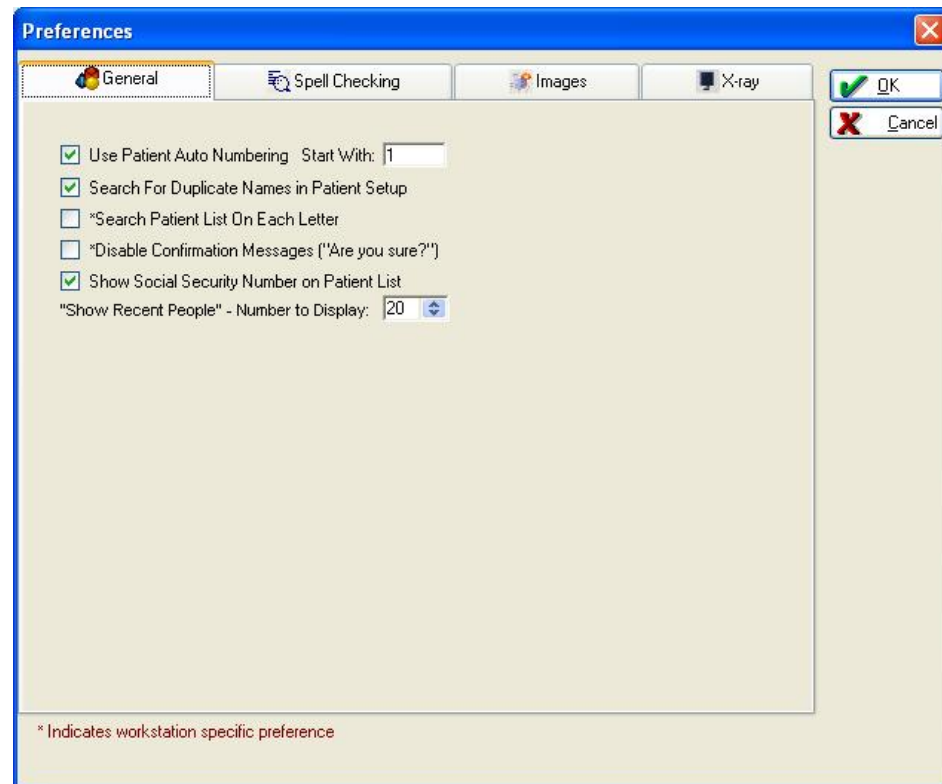 Preferences
General Spell Checking Images X-ray
OK
Cancel
Use Patient Auto Numbering Start With: 1
Search For Duplicate Names in Patient Setup
*Search Patient List On Each Letter
*Disable Confirmation Messages ("Are you sure?")
Show Social Security Number on Patient List
"Show Recent People" - Number to Display: 20
* Indicates workstation specific preference